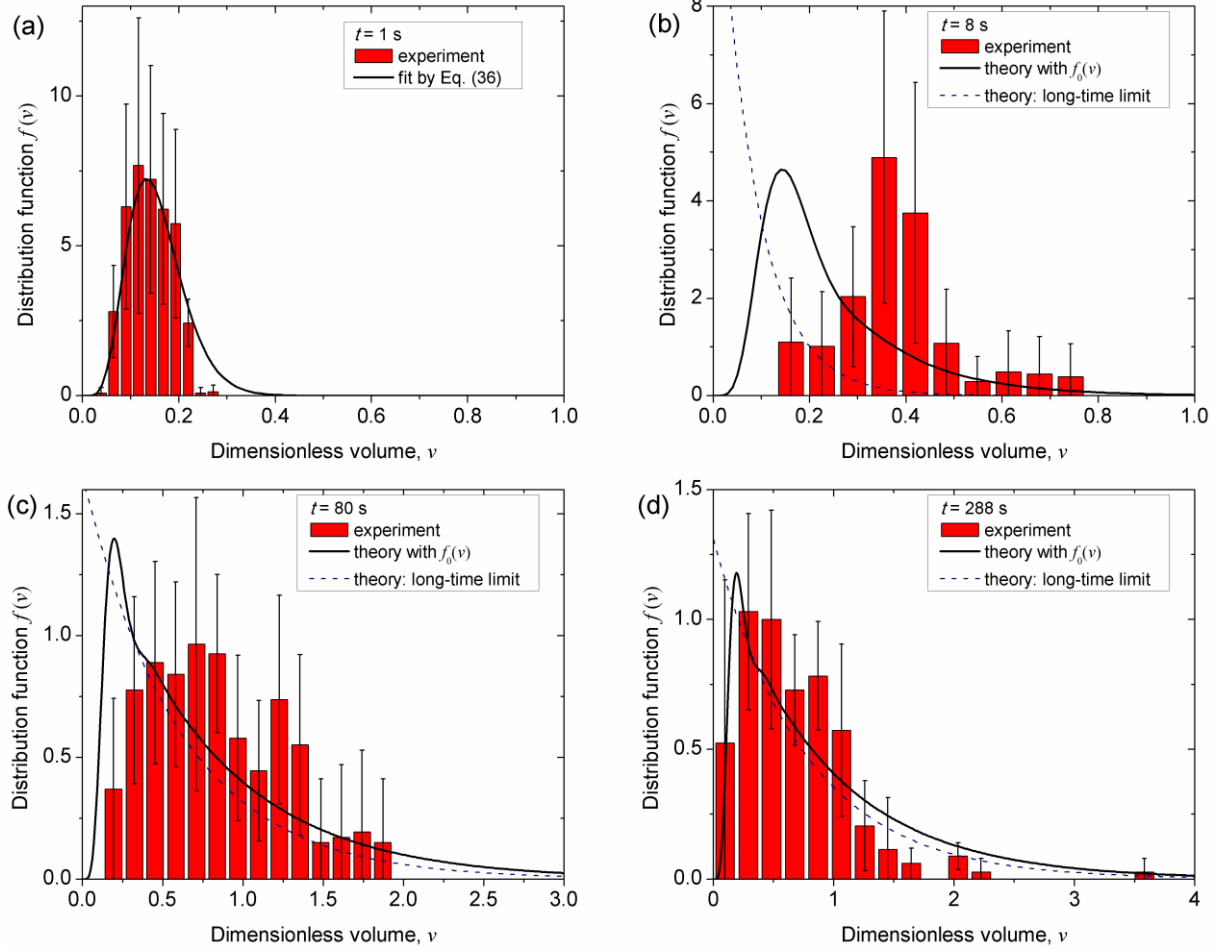 (a)
t = 1 s
experiment
fit by Eq. (36)
Distribution function f(v)
10
5
0
0.0 0.2 0.4 0.6 0.8 1.0
Dimensionless volume, v
(b)
t = 8 s
experiment
theory with f₀(v)
theory: long-time limit
Distribution function f(v)
8
6
4
2
0
0.0 0.2 0.4 0.6 0.8 1.0
Dimensionless volume, v
(c)
t = 80 s
experiment
theory with f₀(v)
theory: long-time limit
Distribution function f(v)
1.5
1.0
0.5
0.0
0.0 0.5 1.0 1.5 2.0 2.5 3.0
Dimensionless volume, v
(d)
t = 288 s
experiment
theory with f₀(v)
theory: long-time limit
Distribution function f(v)
1.5
1.0
0.5
0.0
0 1 2 3 4
Dimensionless volume, v